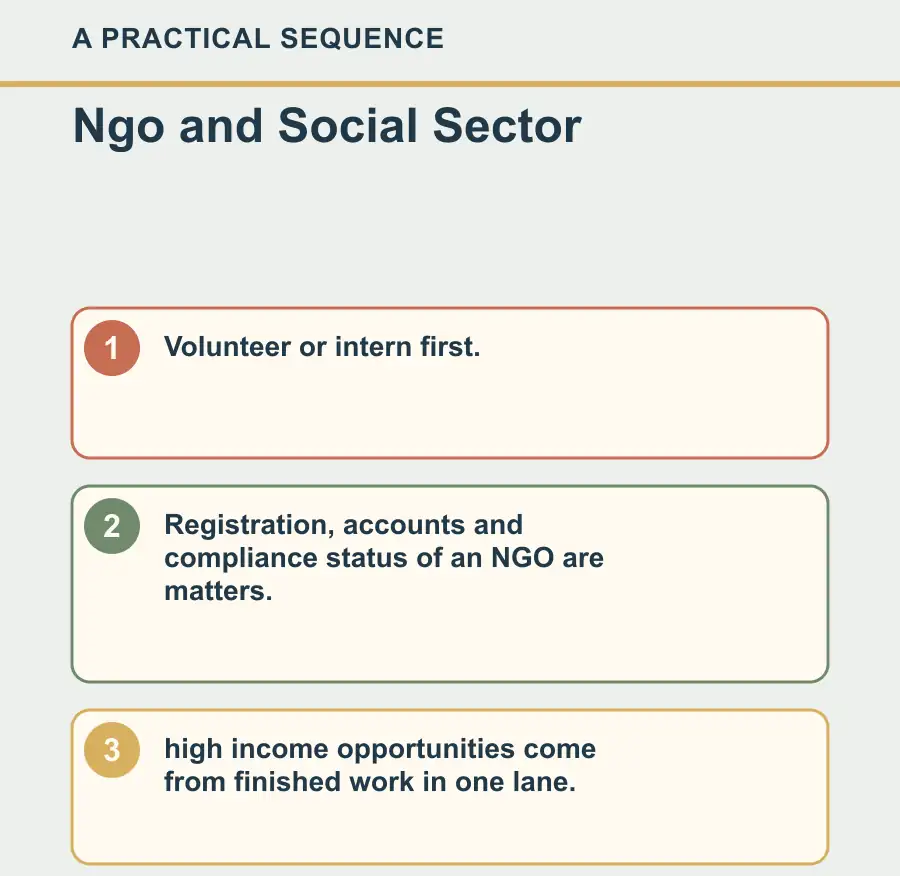 A PRACTICAL SEQUENCE
Ngo and Social Sector
1
Volunteer or intern first.
2
Registration, accounts and
compliance status of an NGO are
matters.
3
high income opportunities come
from finished work in one lane.